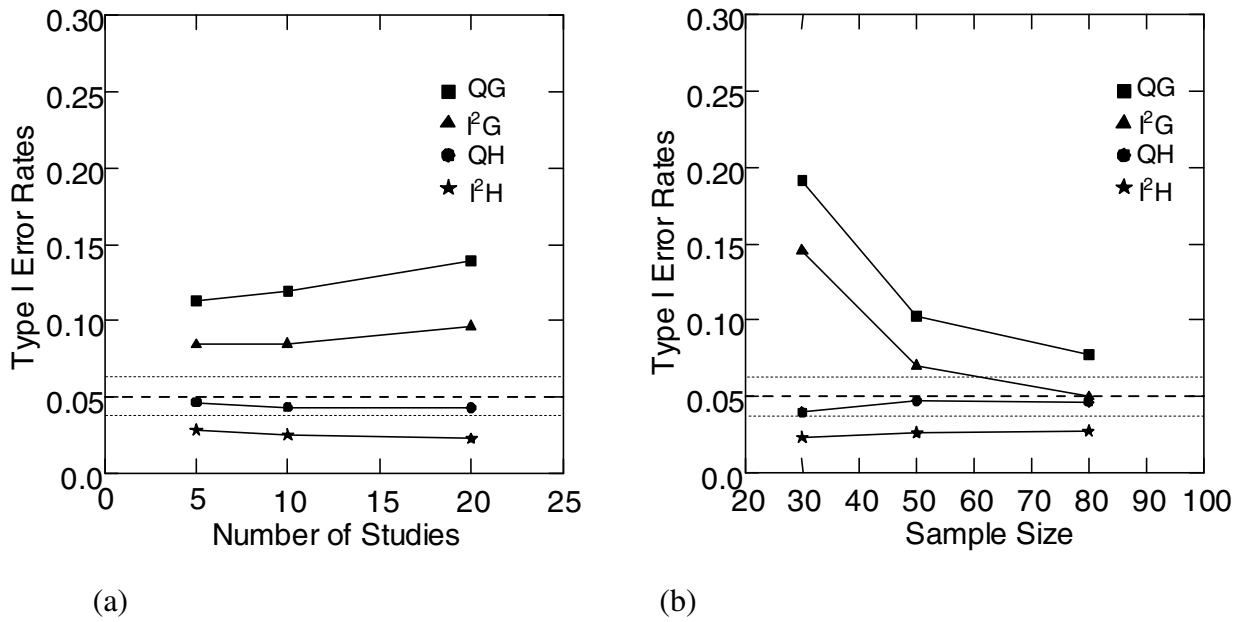 0.30
0.25
0.20
0.15
0.10
0.05
0.0
Type I Error Rates
QG
I²G
QH
I²H
0 5 10 15 20 25
Number of Studies
(a)
0.30
0.25
0.20
0.15
0.10
0.05
0.0
Type I Error Rates
QG
I²G
QH
I²H
20 30 40 50 60 70 80 90 100
Sample Size
(b)